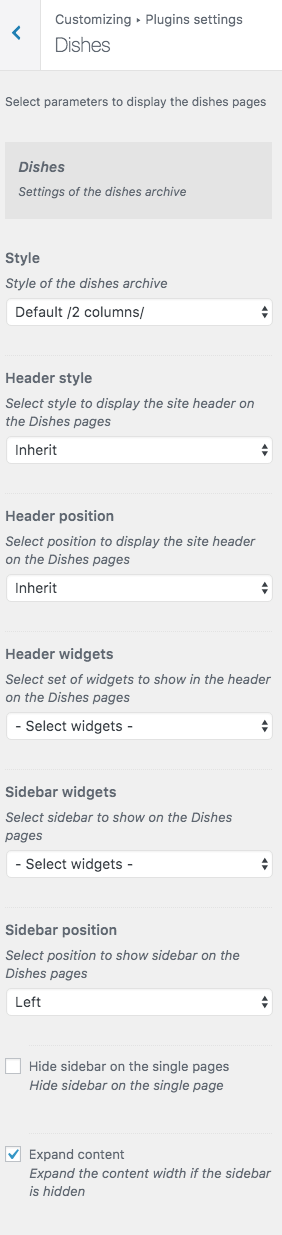 Customizing ▸ Plugins settings
Dishes
Select parameters to display the dishes pages
Dishes
Settings of the dishes archive
Style
Style of the dishes archive
Default /2 columns/
Header style
Select style to display the site header on
the Dishes pages
Inherit
Header position
Select position to display the site header
on the Dishes pages
Inherit
Header widgets
Select set of widgets to show in the header
on the Dishes pages
- Select widgets -
Sidebar widgets
Select sidebar to show on the Dishes
pages
- Select widgets -
Sidebar position
Select position to show sidebar on the
Dishes pages
Left
Hide sidebar on the single pages
Hide sidebar on the single page
Expand content
Expand the content width if the sidebar
is hidden